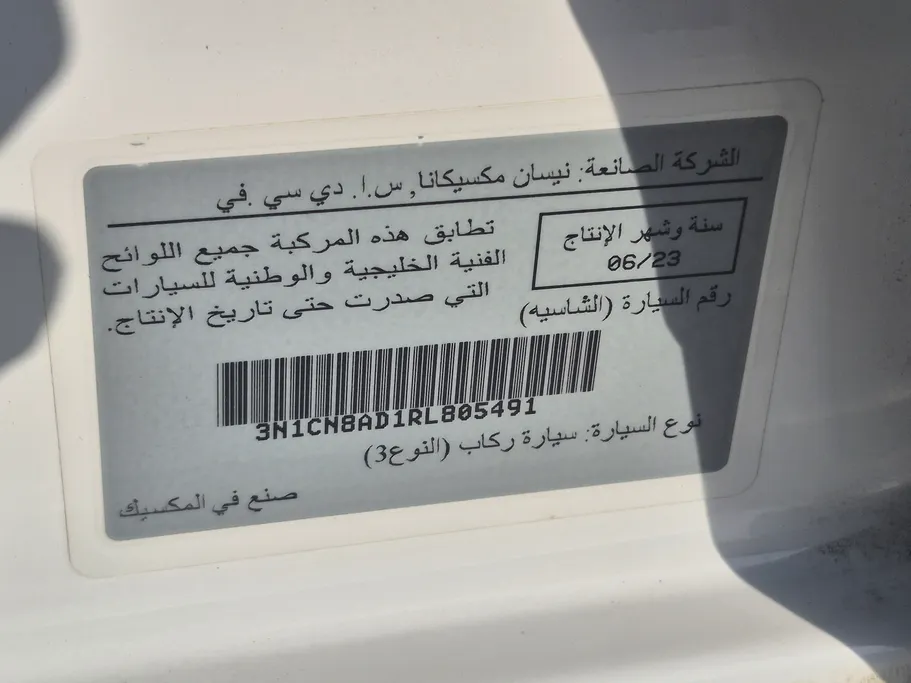 الشركة الصانعة: نيسان مكسيكانا, س.ا. دي سي .في
سنة وشهر الإنتاج
06/23
تطابق هذه المركبة جميع اللوائح
الفنية الخليجية والوطنية للسيارات
التي صدرت حتى تاريخ الإنتاج.
رقم السيارة (الشاسيه)
3N1CN8AD1RL805491
نوع السيارة: سيارة ركاب (النوع3)
صنع في المكسيك